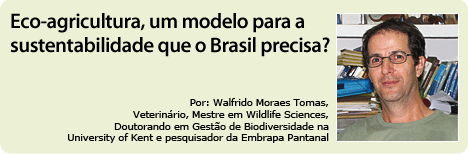 Eco-agricultura, um modelo para a
sustentabilidade que o Brasil precisa?
Por: Walfrido Moraes Tomas,
Veterinário, Mestre em Wildlife Sciences,
Doutorando em Gestão de Biodiversidade na
University of Kent e pesquisador da Embrapa Pantanal